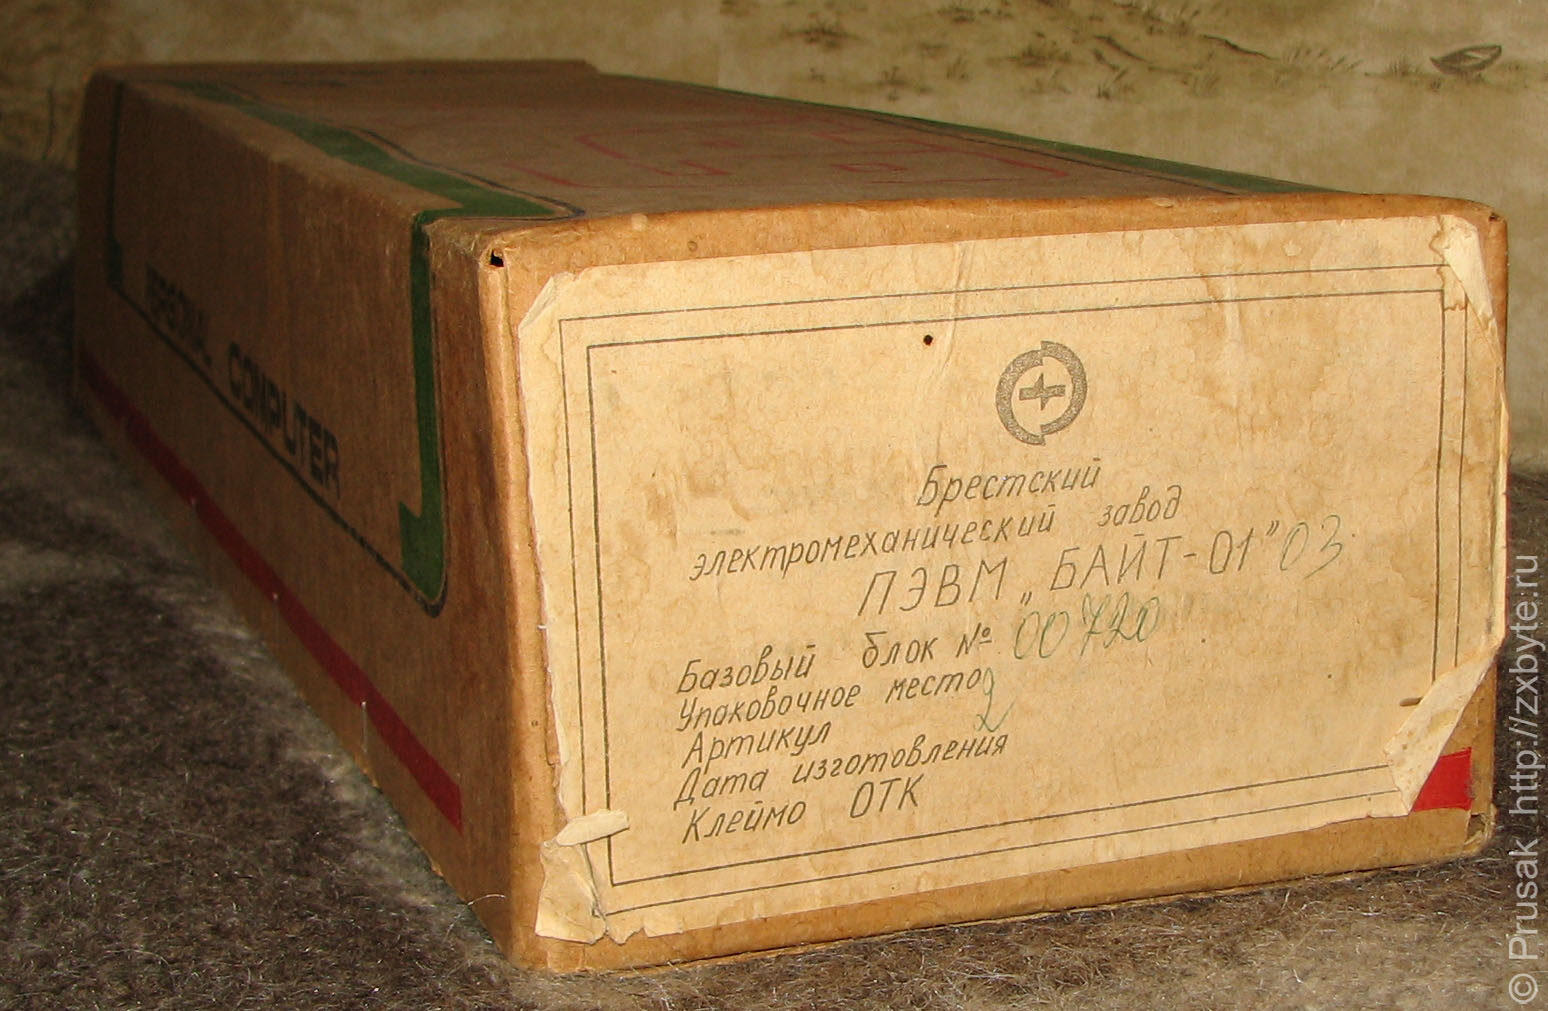 PERSONAL COMPUTER
Брестский
электромеханический завод
ПЭВМ „БАЙТ-01” 03
Базовый блок № 00720
Упаковочное место 2
Артикул
Дата изготовления
Клеймо ОТК
© Prusak http://zxbyte.ru